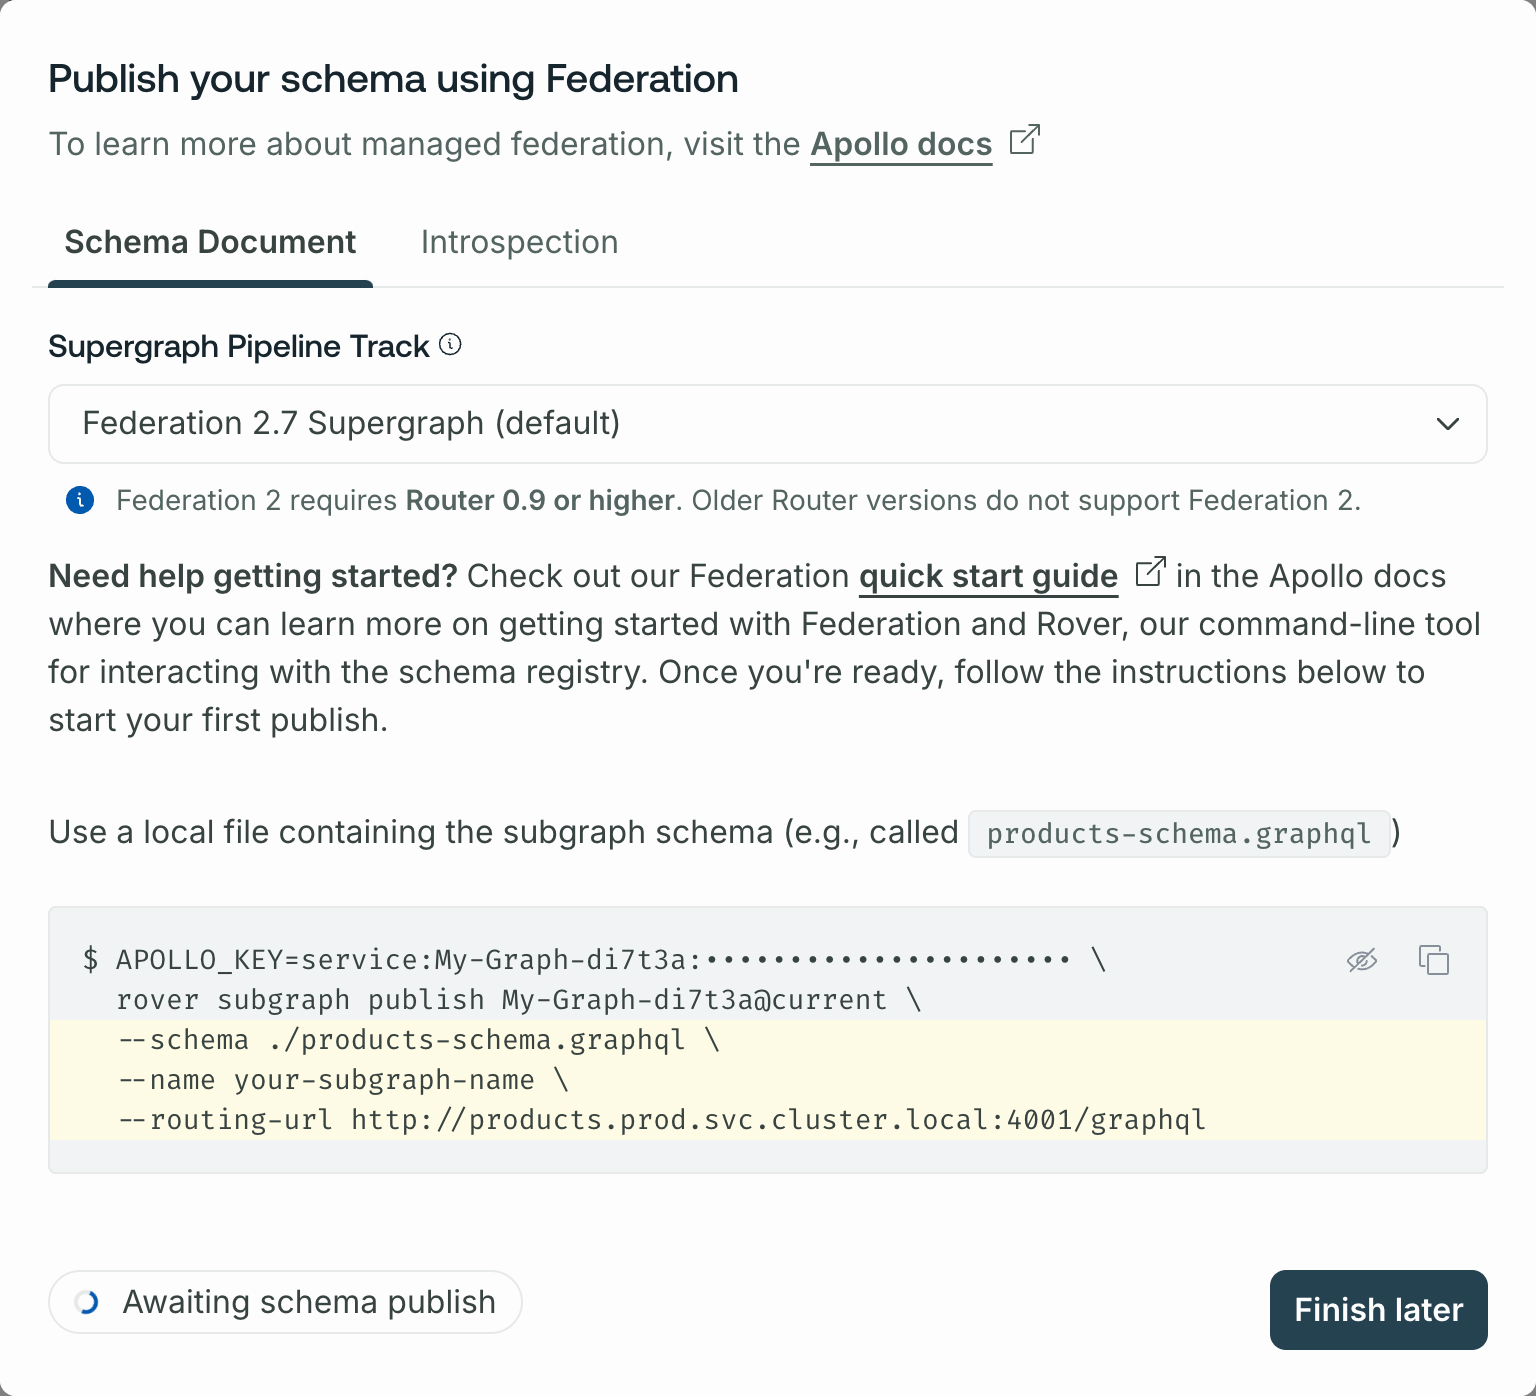 Publish your schema using Federation
To learn more about managed federation, visit the Apollo docs
Schema Document Introspection
Supergraph Pipeline Track
Federation 2.7 Supergraph (default)
Federation 2 requires Router 0.9 or higher. Older Router versions do not support Federation 2.
Need help getting started? Check out our Federation quick start guide in the Apollo docs
where you can learn more on getting started with Federation and Rover, our command-line tool
for interacting with the schema registry. Once you're ready, follow the instructions below to
start your first publish.
Use a local file containing the subgraph schema (e.g., called products-schema.graphql )
$ APOLLO_KEY=service:My-Graph-di7t3a:•••••••••••••••••••••• \
rover subgraph publish My-Graph-di7t3a@current \
--schema ./products-schema.graphql \
--name your-subgraph-name \
--routing-url http://products.prod.svc.cluster.local:4001/graphql
Awaiting schema publish
Finish later